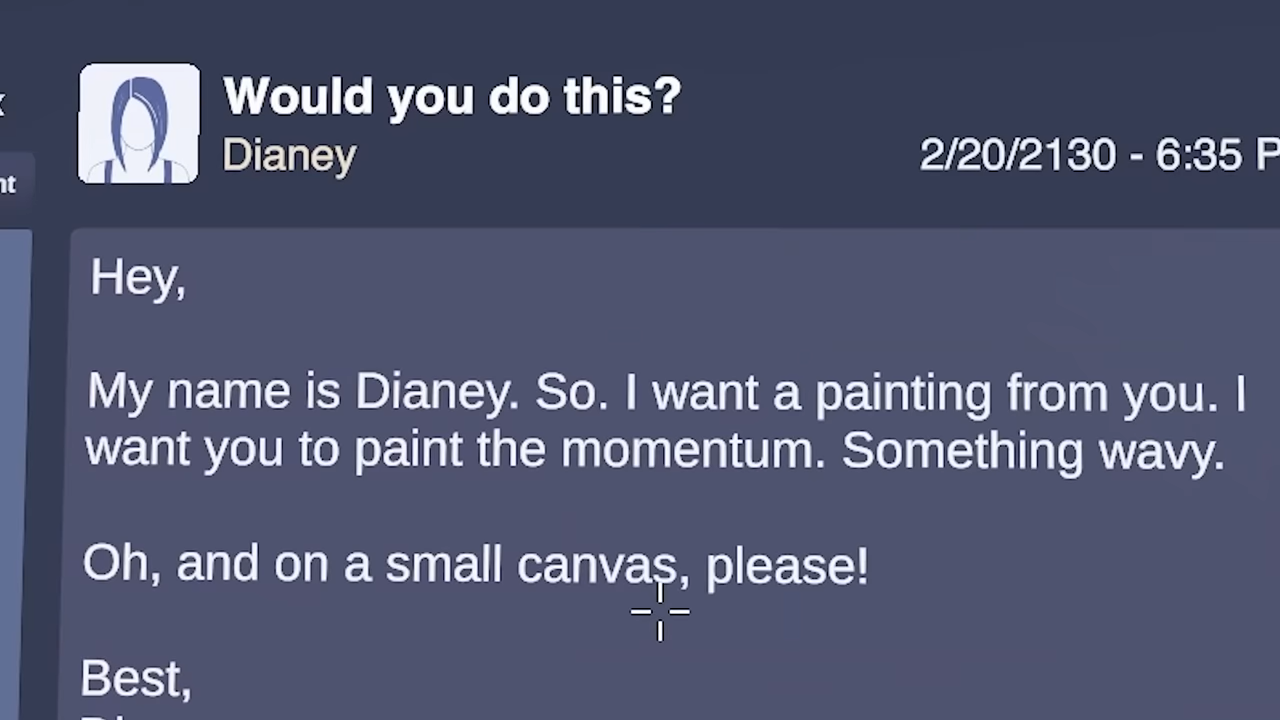 Would you do this?
Dianey
2/20/2130 - 6:35
Hey,
My name is Dianey. So. I want a painting from you. I
want you to paint the momentum. Something wavy.
Oh, and on a small canvas, please!
Best,